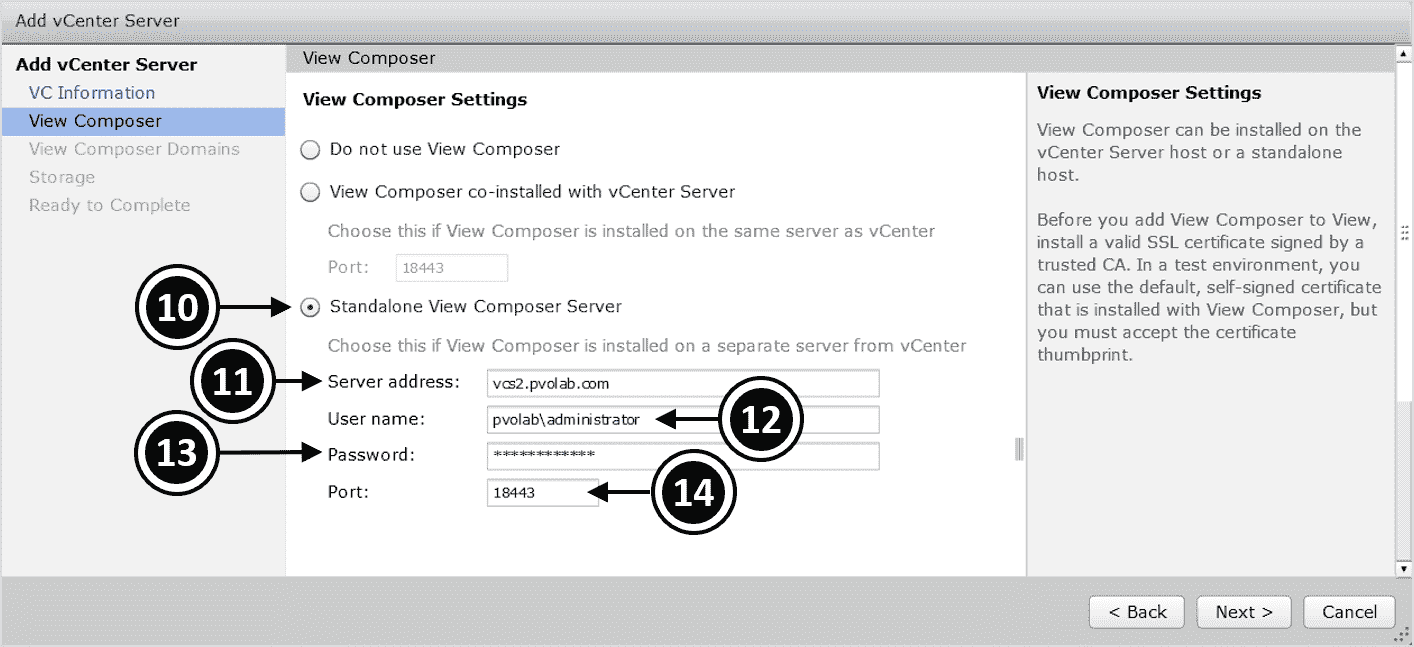 Add vCenter Server
Add vCenter Server
VC Information
View Composer
View Composer Domains
Storage
Ready to Complete
View Composer
View Composer Settings
Do not use View Composer
View Composer co-installed with vCenter Server
Choose this if View Composer is installed on the same server as vCenter
Port: 18443
10 Standalone View Composer Server
Choose this if View Composer is installed on a separate server from vCenter
11 Server address: vcs2.pvolab.com
User name: pvolab\administrator 12
13 Password: ************
Port: 18443 14
View Composer Settings
View Composer can be installed on the
vCenter Server host or a standalone
host.
Before you add View Composer to View,
install a valid SSL certificate signed by a
trusted CA. In a test environment, you
can use the default, self-signed certificate
that is installed with View Composer, but
you must accept the certificate
thumbprint.
< Back Next > Cancel